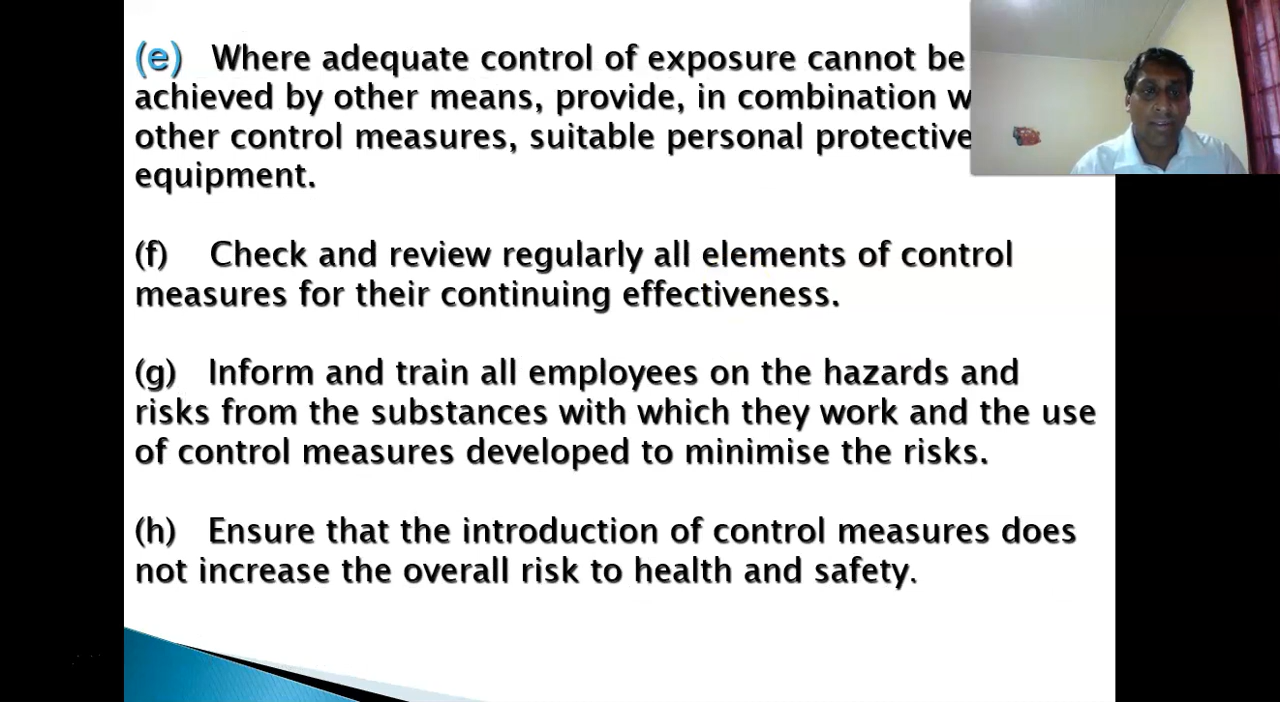 (e) Where adequate control of exposure cannot be
achieved by other means, provide, in combination
other control measures, suitable personal protective
equipment.
(f) Check and review regularly all elements of control
measures for their continuing effectiveness.
(g) Inform and train all employees on the hazards and
risks from the substances with which they work and the use
of control measures developed to minimise the risks.
(h) Ensure that the introduction of control measures does
not increase the overall risk to health and safety.